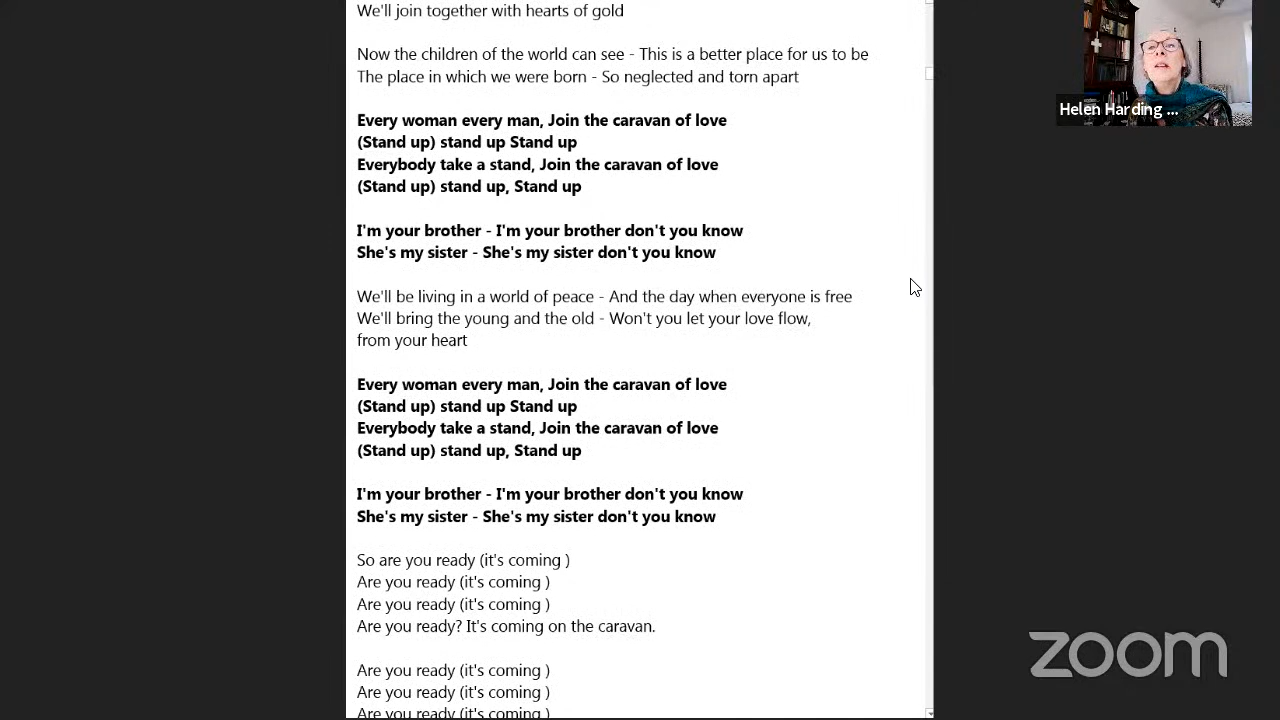 We'll join together with hearts of gold
Now the children of the world can see - This is a better place for us to be
The place in which we were born - So neglected and torn apart
Every woman every man, Join the caravan of love
(Stand up) stand up Stand up
Everybody take a stand, Join the caravan of love
(Stand up) stand up, Stand up
I'm your brother - I'm your brother don't you know
She's my sister - She's my sister don't you know
We'll be living in a world of peace - And the day when everyone is free
We'll bring the young and the old - Won't you let your love flow,
from your heart
Every woman every man, Join the caravan of love
(Stand up) stand up Stand up
Everybody take a stand, Join the caravan of love
(Stand up) stand up, Stand up
I'm your brother - I'm your brother don't you know
She's my sister - She's my sister don't you know
So are you ready (it's coming )
Are you ready (it's coming )
Are you ready (it's coming )
Are you ready? It's coming on the caravan.
Are you ready (it's coming )
Are you ready (it's coming )
Are you ready (it's coming )
Helen Harding ...
zoom